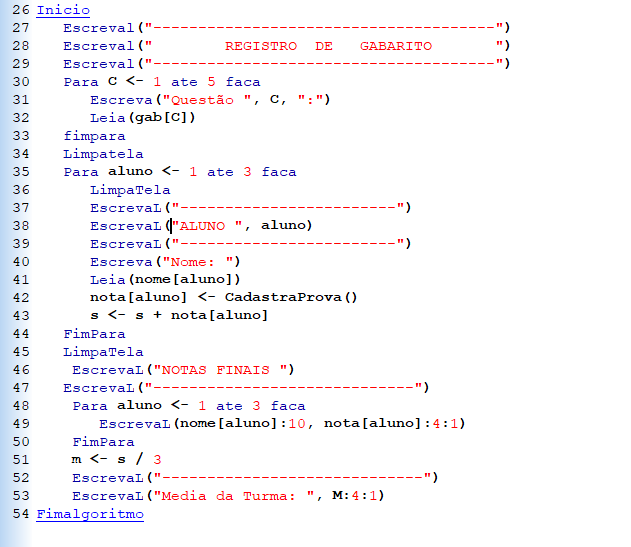 26 Inicio
27 Escreval("--------------------------------------")
28 Escreval(" REGISTRO DE GABARITO ")
29 Escreval("--------------------------------------")
30 Para C <- 1 ate 5 faca
31 Escreva("Questão ", C, ":")
32 Leia(gab[C])
33 fimpara
34 Limpatela
35 Para aluno <- 1 ate 3 faca
36 LimpaTela
37 EscrevaL("------------------------")
38 EscrevaL("ALUNO ", aluno)
39 EscrevaL("------------------------")
40 Escreva("Nome: ")
41 Leia(nome[aluno])
42 nota[aluno] <- CadastraProva()
43 s <- s + nota[aluno]
44 FimPara
45 LimpaTela
46 EscrevaL("NOTAS FINAIS ")
47 EscrevaL("-----------------------------")
48 Para aluno <- 1 ate 3 faca
49 EscrevaL(nome[aluno]:10, nota[aluno]:4:1)
50 FimPara
51 m <- s / 3
52 EscrevaL("-----------------------------")
53 EscrevaL("Media da Turma: ", M:4:1)
54 Fimalgoritmo